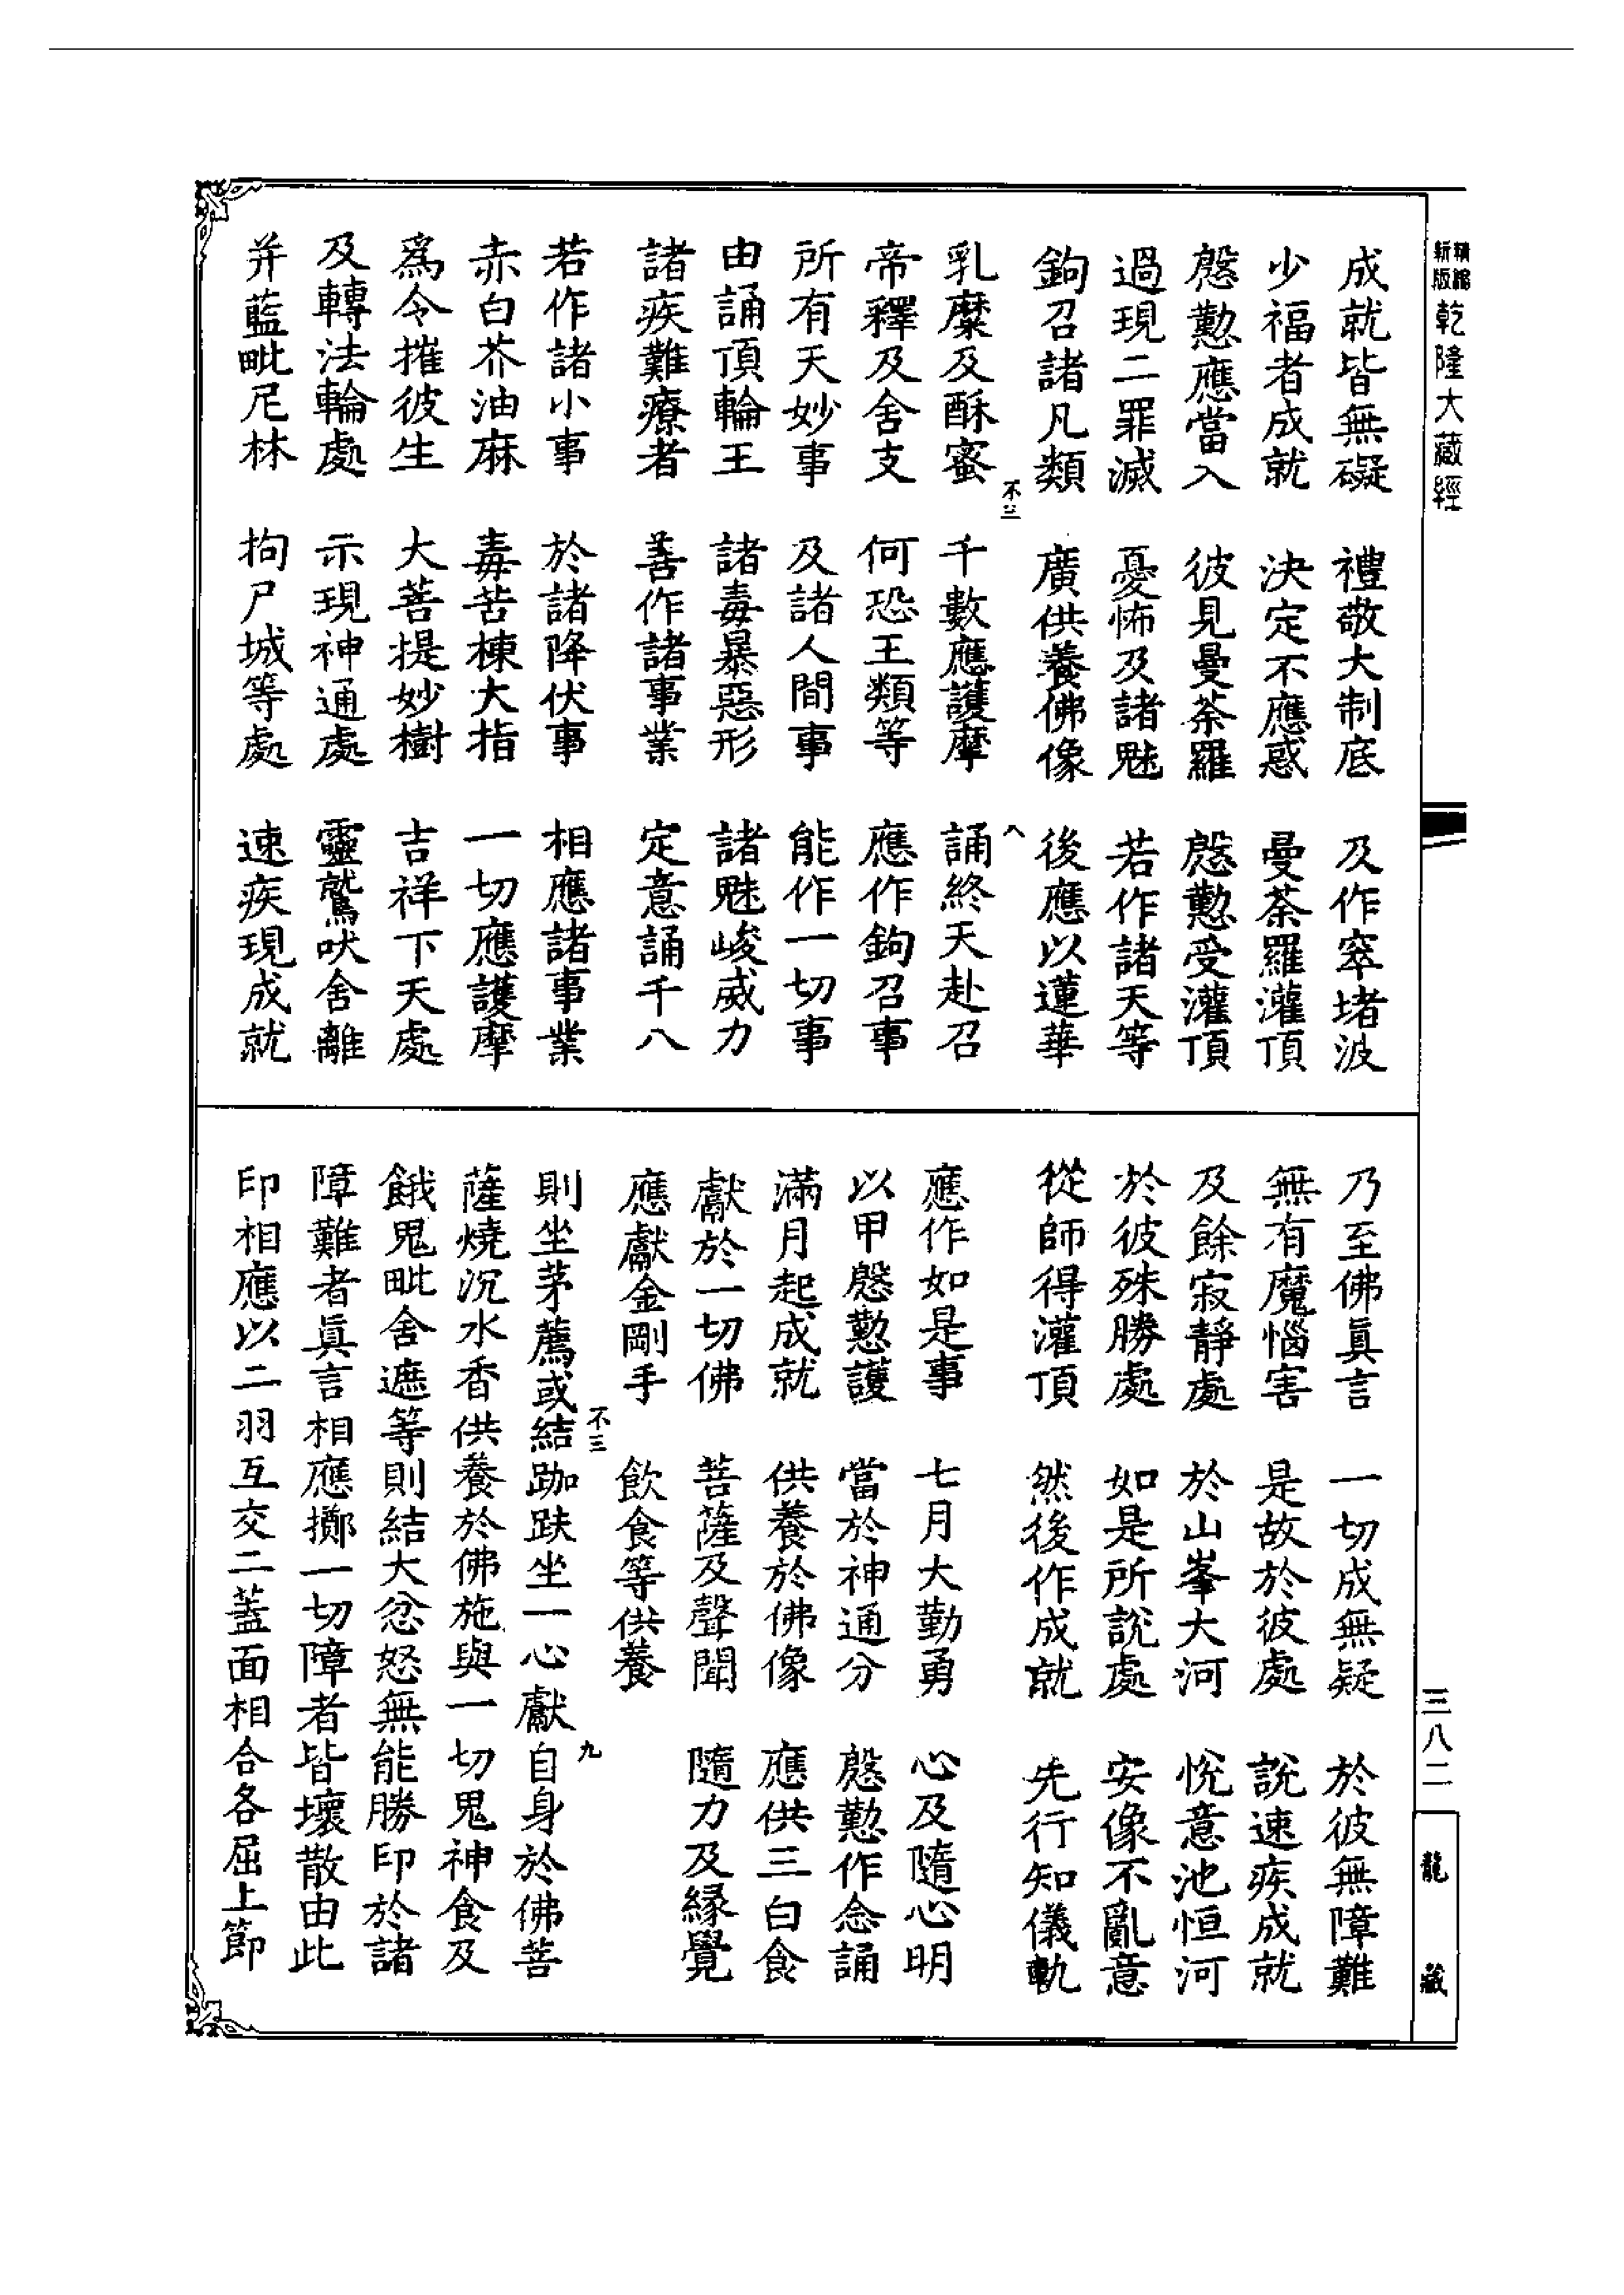 精縮新版乾隆大藏經
成就皆無礙　禮敬大制底　及作窣堵波
少福者成就　決定不應惑　曼荼羅灌頂
慇懃應當入　彼見曼荼羅　慇懃受灌頂
過現二罪滅　憂怖及諸魅　若作諸天等
鉤召諸凡類　廣供養佛像　後應以蓮華
乳糜及酥蜜　千數應護摩　誦終天赴召
帝釋及舍支　何恐王類等　應作鉤召事
所有天妙事　及諸人間事　能作一切事
由誦頂輪王　諸毒暴惡形　諸魅峻威力
諸疾難療者　善作諸事業　定意誦千八
若作諸小事　於諸降伏事　相應諸事業
赤白芥油麻　毒苦楝大指　一切應護摩
為令摧彼生　大菩提妙樹　吉祥下天處
及轉法輪處　示現神通處　靈鷲吠舍離
并藍毗尼林　拘尸城等處　速疾現成就
乃至佛眞言　一切成無疑　於彼無障難
無有魔惱害　是故於彼處　說速疾成就
及餘寂靜處　於山峯大河　悅意池恒河
於彼殊勝處　如是所說處　安像不亂意
從師得灌頂　然後作成就　先行知儀軌
應作如是事　七月大勤勇　心及隨心明
以甲慇懃護　當於神通分　慇懃作念誦
滿月起成就　供養於佛像　應供三白食
獻於一切佛　菩薩及聲聞　隨力及緣覺
應獻金剛手　飲食等供養
則坐茅薦或結跏趺坐一心獻自身於佛菩
薩燒沉水香供養於佛施與一切鬼神食及
餓鬼毗舍遮等則結大忿怒無能勝印於諸
障難者眞言相應擲一切障者皆壞散由此
印相應以二羽互交二蓋面相合各屈上節
不三
八
不三
九
三八二
龍藏